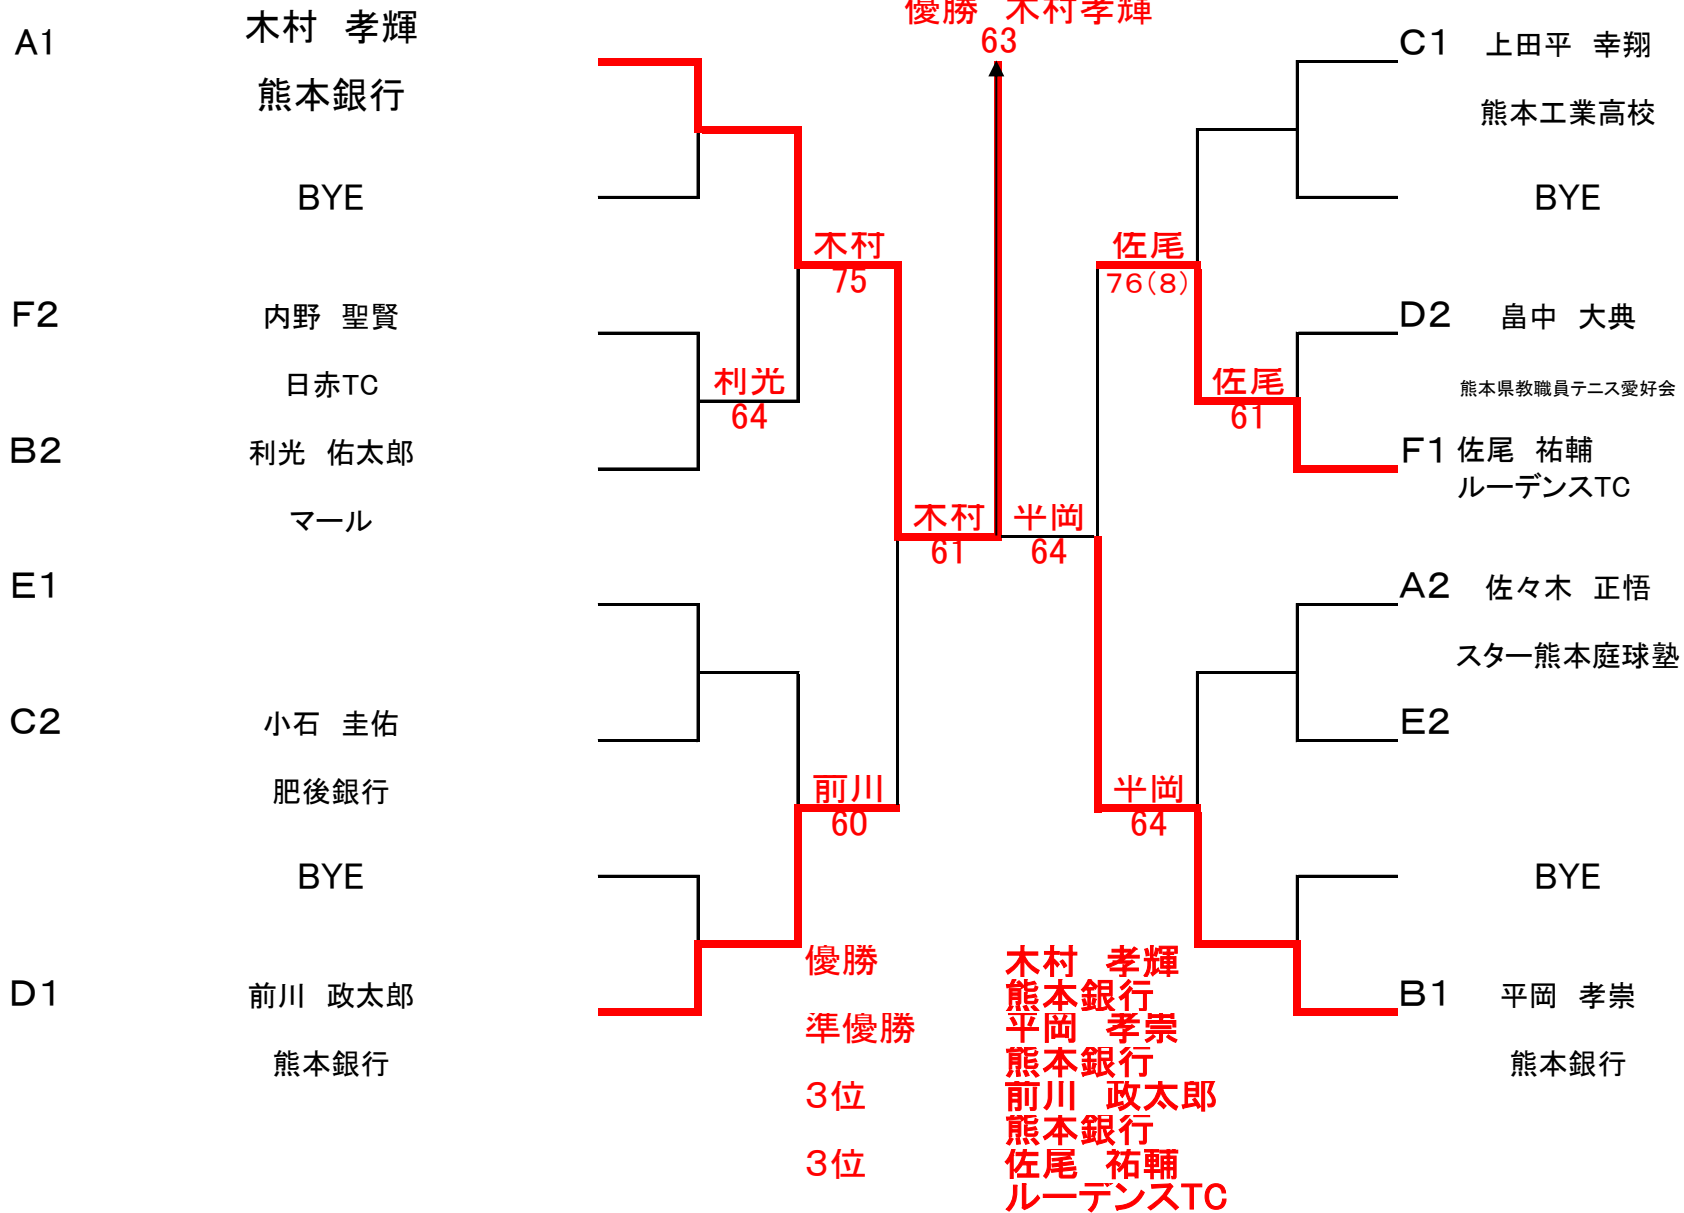 優勝 木村孝輝
63
A1
木村 孝輝
熊本銀行
BYE
木村
75
F2
内野 聖賢
日赤TC
利光
64
B2
利光 佑太郎
マール
木村
61
E1
C2
小石 圭佑
肥後銀行
前川
60
BYE
D1
前川 政太郎
熊本銀行
C1 上田平 幸翔
熊本工業高校
BYE
佐尾
76(8)
D2 畠中 大典
熊本県教職員テニス愛好会
佐尾
61
F1 佐尾 祐輔
ルーデンスTC
平岡
64
A2 佐々木 正悟
スター熊本庭球塾
E2
平岡
64
BYE
B1 平岡 孝崇
熊本銀行
優勝 木村 孝輝
熊本銀行
準優勝 平岡 孝崇
熊本銀行
3位 前川 政太郎
熊本銀行
3位 佐尾 祐輔
ルーデンスTC